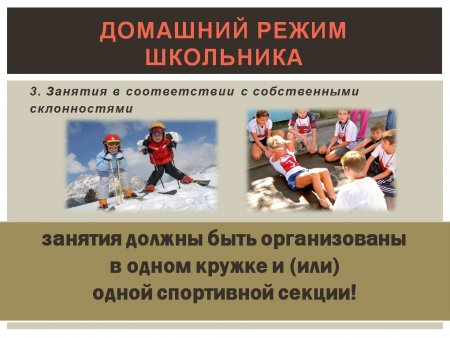 ДОМАШНИЙ РЕЖИМ
ШКОЛЬНИКА
3. Занятия в соответствии с собственными
склонностями
занятия должны быть организованы
в одном кружке и (или)
одной спортивной секции!